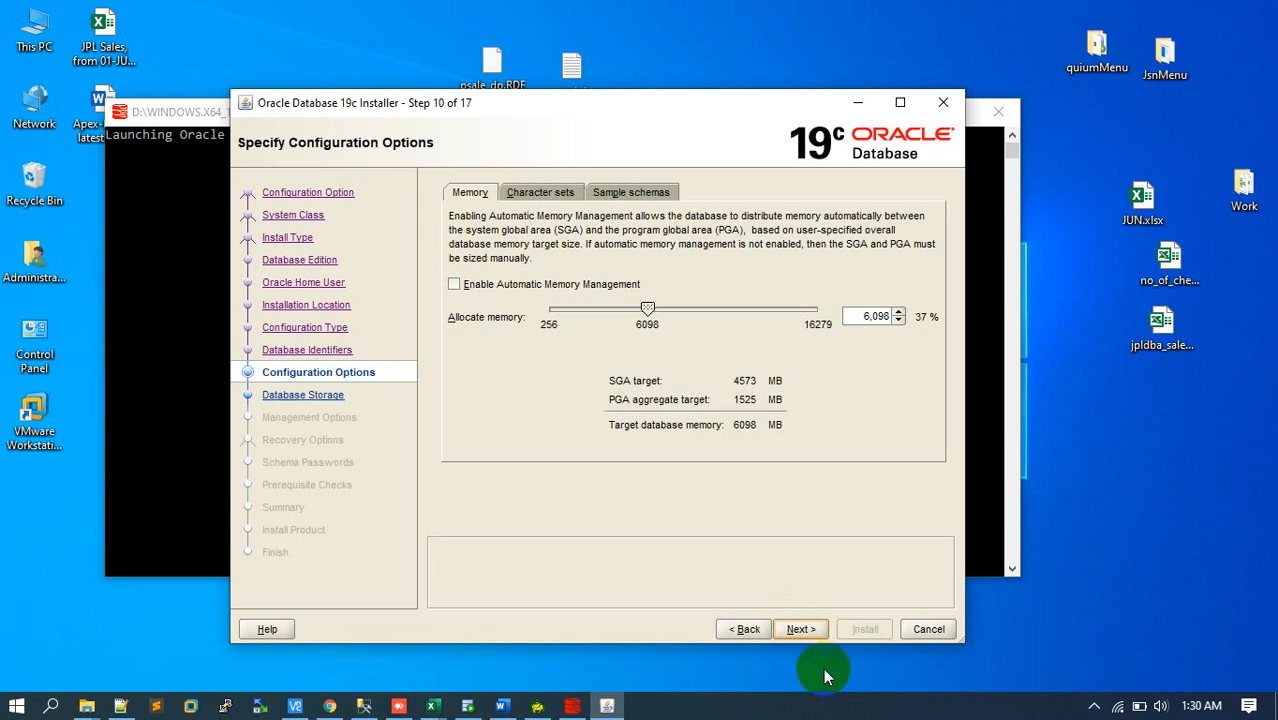 This PC
JPL Sales,
from 01-JU...
Network
Apex-
latest
Recycle Bin
Administra...
Control
Panel
VMware
Workstati...
psale_dp.RDF
quiumMenu
JsnMenu
JUN.xlsx
Work
no_of_che...
jpldba_sale...
D:\WINDOWS.X64_1
Launching Oracle
Oracle Database 19c Installer - Step 10 of 17
Specify Configuration Options
19c ORACLE
Database
Configuration Option
System Class
Install Type
Database Edition
Oracle Home User
Installation Location
Configuration Type
Database Identifiers
Configuration Options
Database Storage
Management Options
Recovery Options
Schema Passwords
Prerequisite Checks
Summary
Install Product
Finish
Memory Character sets Sample schemas
Enabling Automatic Memory Management allows the database to distribute memory automatically between
the system global area (SGA) and the program global area (PGA), based on user-specified overall
database memory target size. If automatic memory management is not enabled, then the SGA and PGA must
be sized manually.
Enable Automatic Memory Management
Allocate memory: 6,098 37 %
256 6098 16279
SGA target: 4573 MB
PGA aggregate target: 1525 MB
Target database memory: 6098 MB
Help < Back Next > Install Cancel
1:30 AM